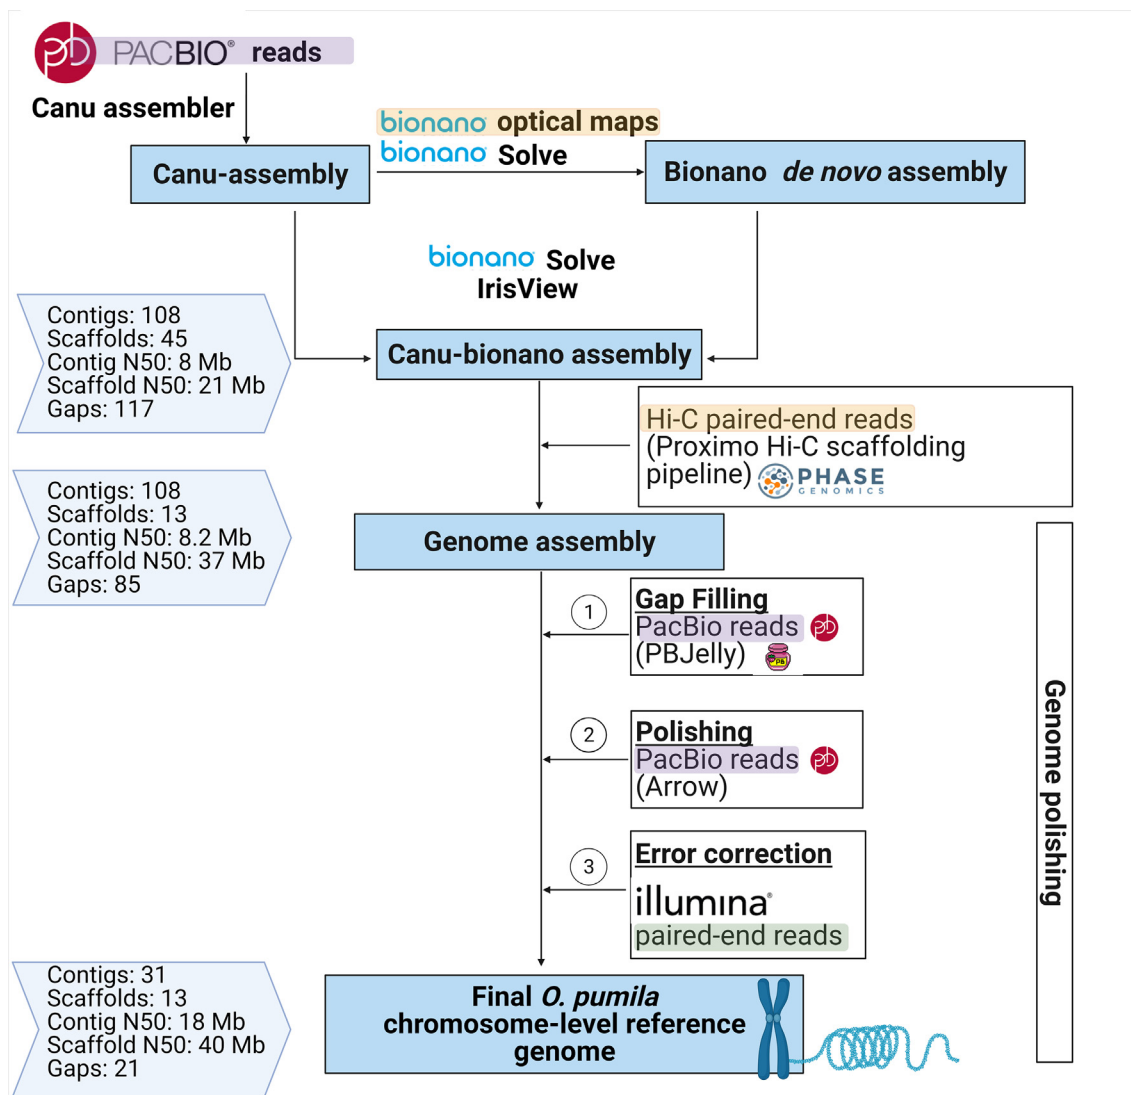 pb PACBIO® reads
Canu assembler
bionano optical maps
bionano Solve
Canu-assembly
Bionano de novo assembly
bionano Solve
IrisView
Contigs: 108
Scaffolds: 45
Contig N50: 8 Mb
Scaffold N50: 21 Mb
Gaps: 117
Canu-bionano assembly
Hi-C paired-end reads
(Proximo Hi-C scaffolding
pipeline) PHASE
GENOMICS
Contigs: 108
Scaffolds: 13
Contig N50: 8.2 Mb
Scaffold N50: 37 Mb
Gaps: 85
Genome assembly
1
Gap Filling
PacBio reads pb
(PBJelly) PB
2
Polishing
PacBio reads pb
(Arrow)
3
Error correction
illumına®
paired-end reads
Genome polishing
Contigs: 31
Scaffolds: 13
Contig N50: 18 Mb
Scaffold N50: 40 Mb
Gaps: 21
Final O. pumila
chromosome-level reference
genome